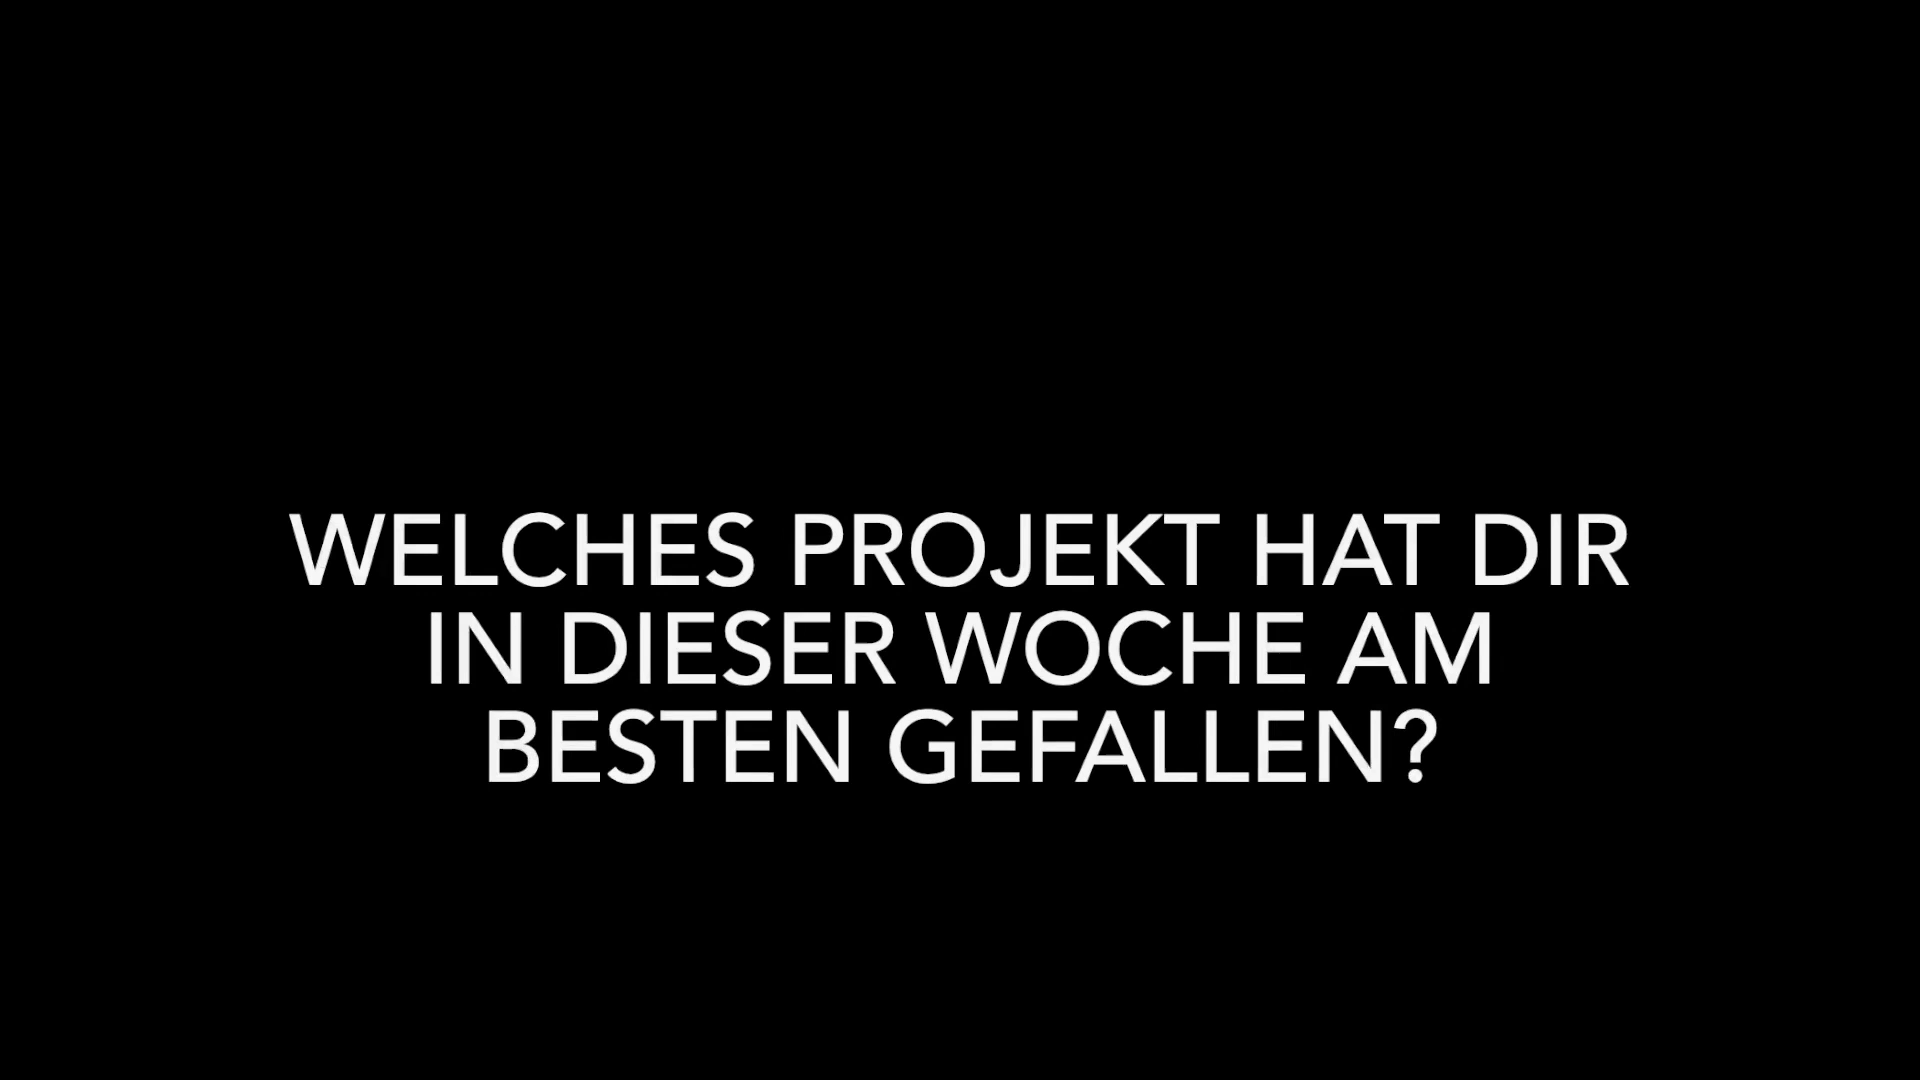 WELCHES PROJEKT HAT DIR
IN DIESER WOCHE AM
BESTEN GEFALLEN?